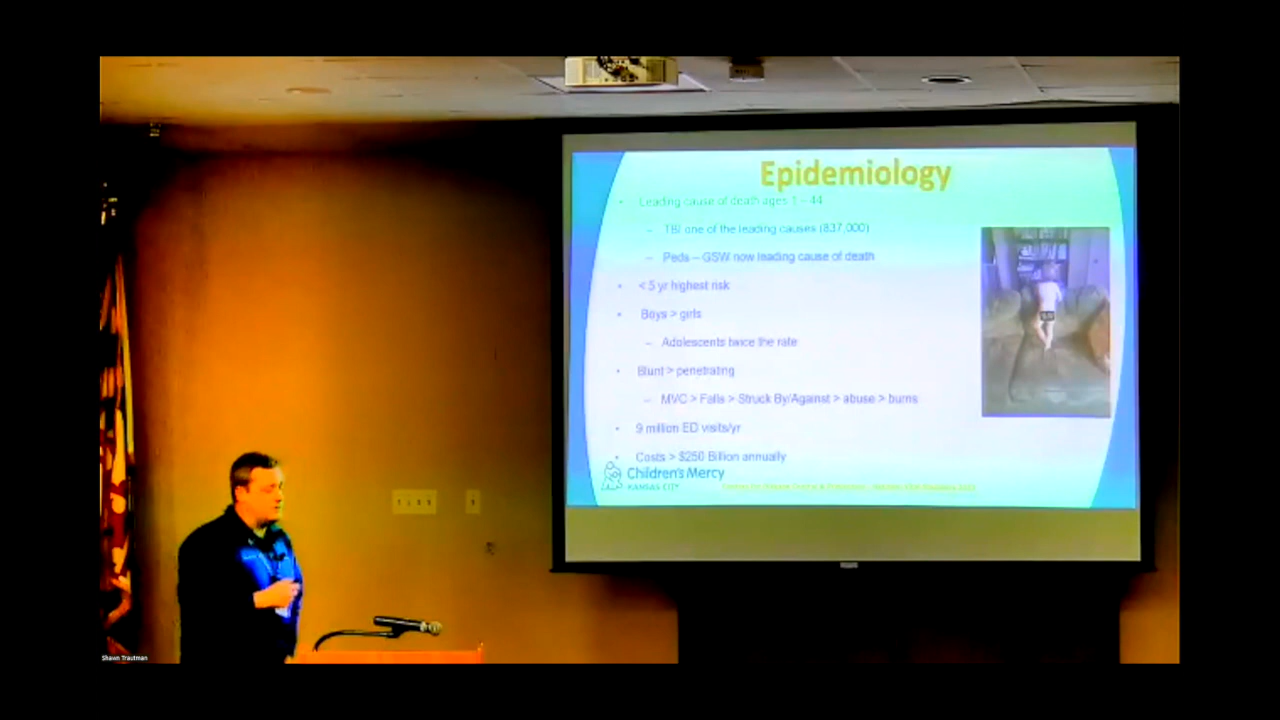 Epidemiology
• Leading cause of death ages 1 – 44
– TBI one of the leading causes (837,000)
– Peds – GSW now leading cause of death
• < 5 yr highest risk
• Boys > girls
– Adolescents twice the rate
• Blunt > penetrating
– MVC > Falls > Struck By/Against > abuse > burns
• 9 million ED visits/yr
• Costs > $250 Billion annually
Children's Mercy
KANSAS CITY
Shawn Trautman